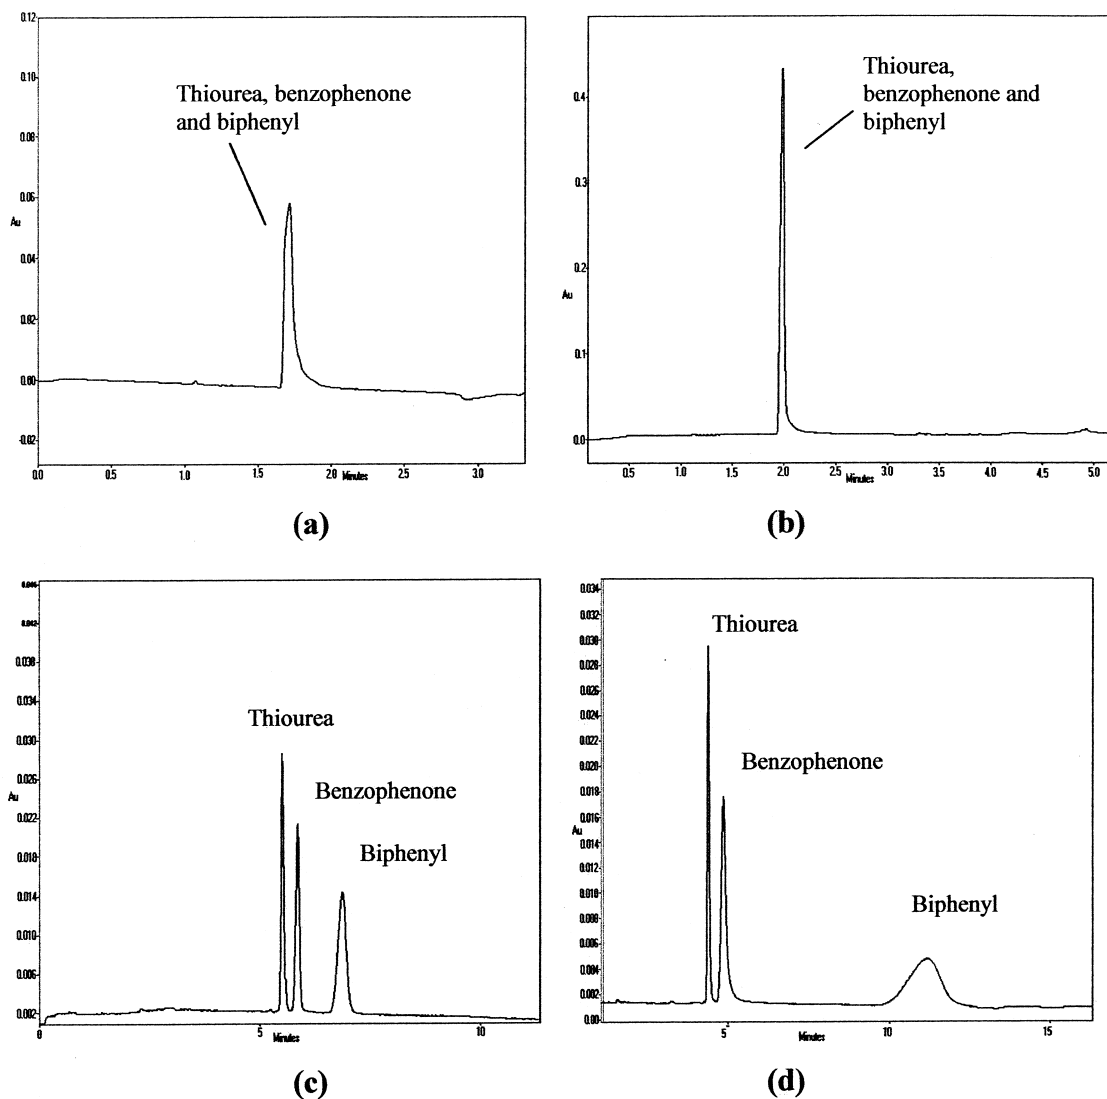 0.12
0.10
0.08
0.06
Au
0.04
0.02
0.00
-0.02
0.0 0.5 1.0 1.5 2.0 Minutes 3.0
Thiourea, benzophenone
and biphenyl
(a)
0.4
0.3
0.2
Au
0.1
0.0
0.5 1.0 1.5 2.0 Minutes 3.0 3.5 4.0 4.5 5.0
Thiourea,
benzophenone and
biphenyl
(b)
0.046
0.042
0.038
0.034
0.030
0.026
Au
0.022
0.018
0.014
0.010
0.006
0.002
0 5 Minutes 10
Thiourea
Benzophenone
Biphenyl
(c)
0.034
0.032
0.030
0.028
0.026
0.024
0.022
0.020
0.018
0.016
Au
0.014
0.012
0.010
0.008
0.006
0.004
0.002
0.00
5 Minutes 10 15
Thiourea
Benzophenone
Biphenyl
(d)